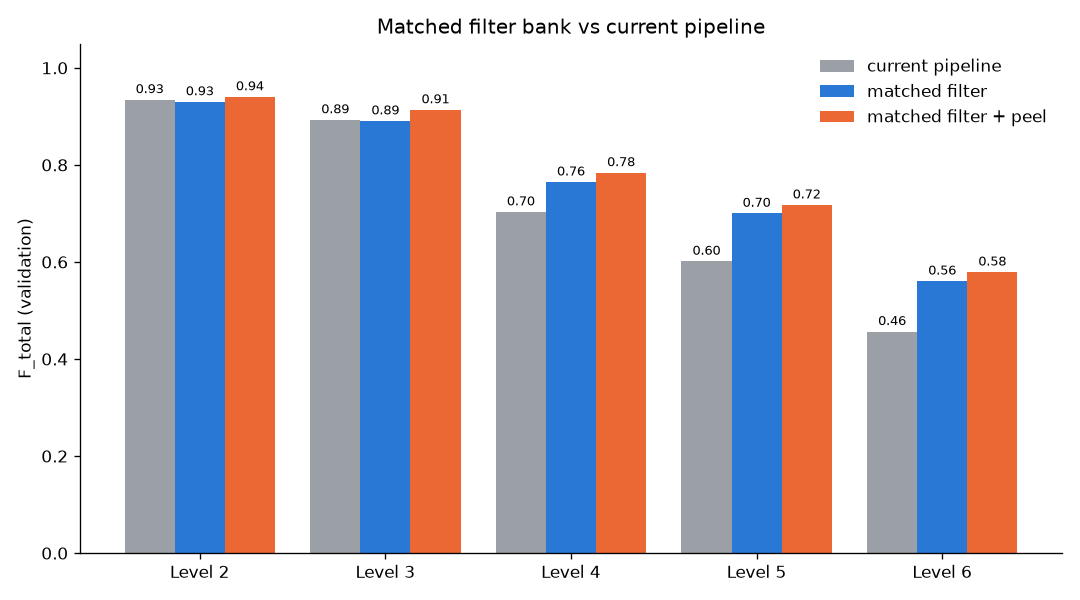 Matched filter bank vs current pipeline
current pipeline
matched filter
matched filter + peel
F_total (validation)
1.0
0.8
0.6
0.4
0.2
0.0
0.93 0.93 0.94
0.89 0.89 0.91
0.70 0.76 0.78
0.60 0.70 0.72
0.46 0.56 0.58
Level 2 Level 3 Level 4 Level 5 Level 6